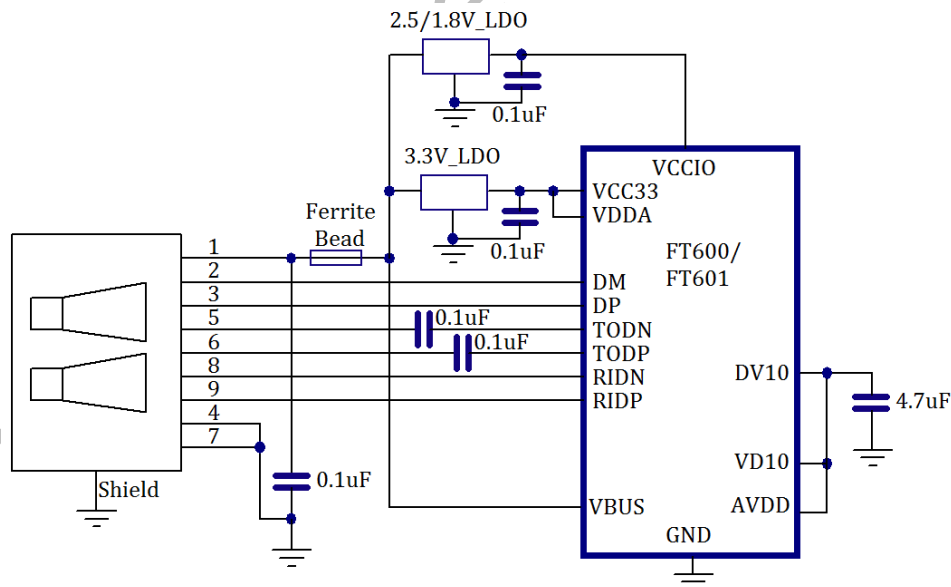 2.5/1.8V_LDO
0.1uF
3.3V_LDO
0.1uF
VCCIO
VCC33
VDDA
Ferrite
Bead
FT600/
FT601
1
2
3
5
6
8
9
4
7
DM
DP
TODN
TODP
RIDN
RIDP
0.1uF
0.1uF
DV10
4.7uF
VD10
AVDD
0.1uF
Shield
VBUS
GND